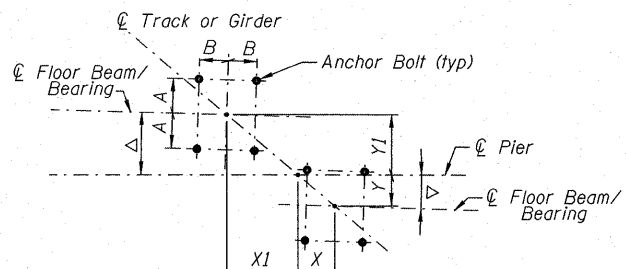 ℄ Track or Girder
B B
Anchor Bolt (typ)
℄ Floor Beam/
Bearing
A
A
Δ
Y1
Y
℄ Pier
Δ
℄ Floor Beam/
Bearing
X1 X